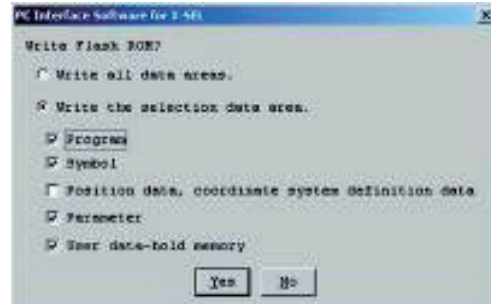 PC Interface Software for X-SEL
Write Flash ROM?
Write all data areas.
Write the selection data area.
Program
Symbol
Position data, coordinate system definition data
Parameter
User data-hold memory
Yes No